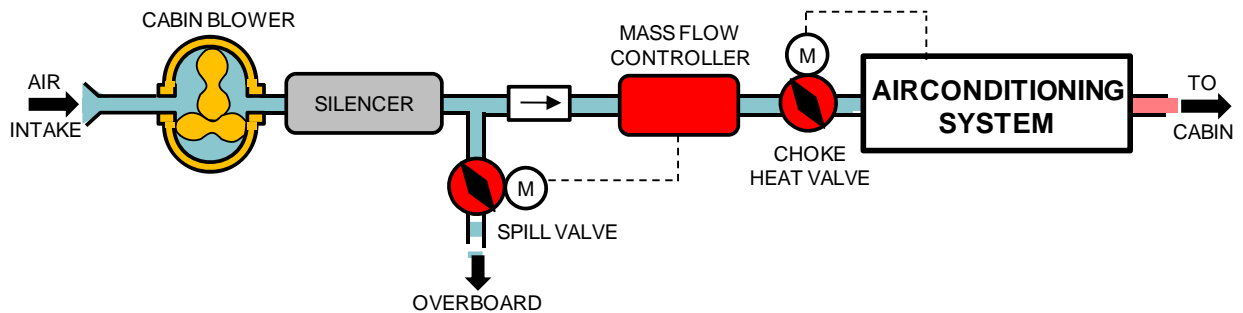 CABIN BLOWER
AIR
INTAKE
SILENCER
MASS FLOW
CONTROLLER
M
CHOKE
HEAT VALVE
AIRCONDITIONING
SYSTEM
TO
CABIN
M
SPILL VALVE
OVERBOARD